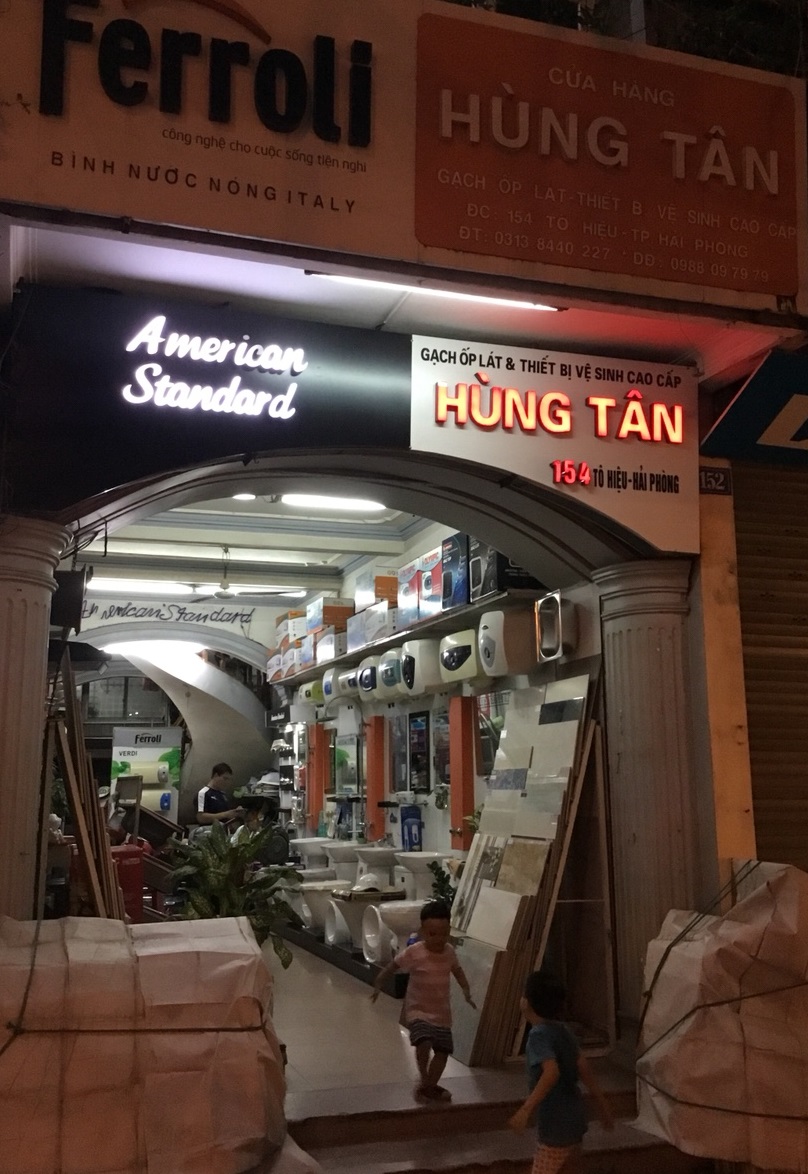 Ferroli
công nghệ cho cuộc sống tiện nghi
BÌNH NƯỚC NÓNG ITALY
CỬA HÀNG
HÙNG TÂN
GẠCH ỐP LÁT-THIẾT BỊ VỆ SINH CAO CẤP
ĐC: 154 TÔ HIỆU-TP HẢI PHÒNG
ĐT: 0313 8440 227 * DĐ: 0988 09 79 29
American
Standard
GẠCH ỐP LÁT & THIẾT BỊ VỆ SINH CAO CẤP
HÙNG TÂN
154 TÔ HIỆU-HẢI PHÒNG
152
American Standard
Ferroli
VERDI